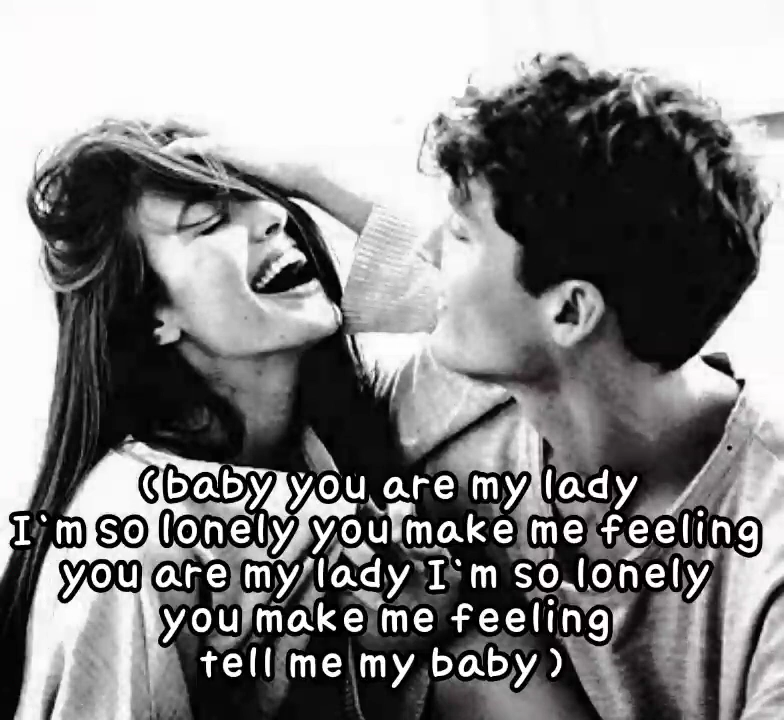 (baby you are my lady
I`m so lonely you make me feeling
you are my lady I`m so lonely
you make me feeling
tell me my baby)